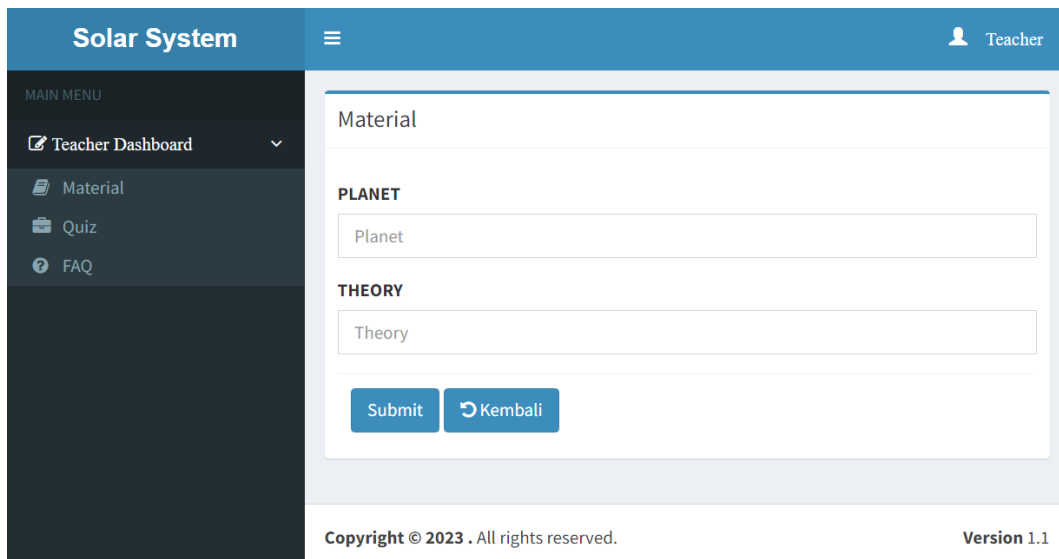 Solar System
Teacher
MAIN MENU
Teacher Dashboard
Material
Quiz
FAQ
Material
PLANET
Planet
THEORY
Theory
Submit Kembali
Copyright © 2023 . All rights reserved. Version 1.1